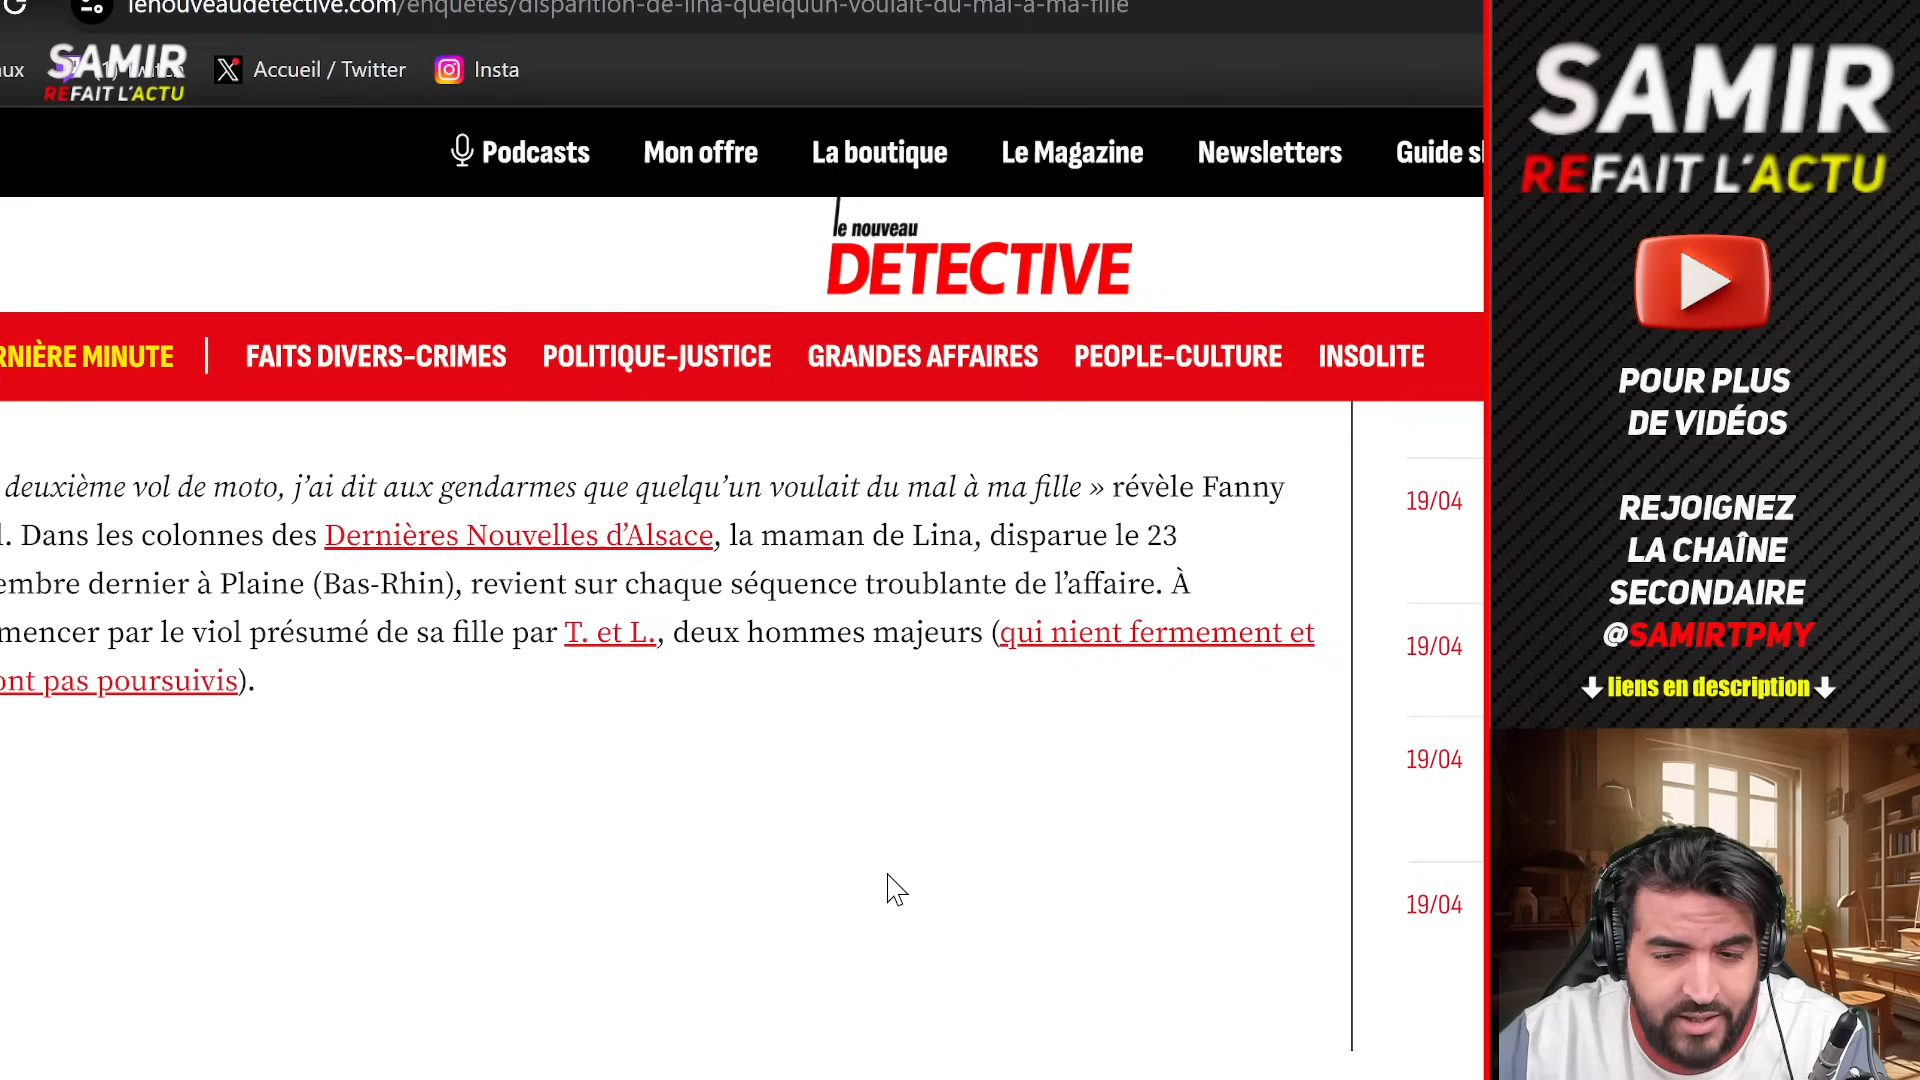 lenouveaudetective.com/enquetes/disparition-de-lina-quelquun-voulait-du-mal-a-ma-fille
SAMIR
REFAIT L'ACTU
Accueil / Twitter
Insta
Podcasts
Mon offre
La boutique
Le Magazine
Newsletters
Guide
le nouveau
DETECTIVE
MINUTE
FAITS DIVERS-CRIMES
POLITIQUE-JUSTICE
GRANDES AFFAIRES
PEOPLE-CULTURE
INSOLITE
deuxième vol de moto, j'ai dit aux gendarmes que quelqu'un voulait du mal à ma fille » révèle Fanny
. Dans les colonnes des Dernières Nouvelles d'Alsace, la maman de Lina, disparue le 23
embre dernier à Plaine (Bas-Rhin), revient sur chaque séquence troublante de l'affaire. À
mencer par le viol présumé de sa fille par T. et L., deux hommes majeurs (qui nient fermement et
ont pas poursuivis).
19/04
19/04
19/04
19/04
SAMIR
REFAIT L'ACTU
POUR PLUS
DE VIDÉOS
REJOIGNEZ
LA CHAÎNE
SECONDAIRE
@SAMIRTPMY
liens en description